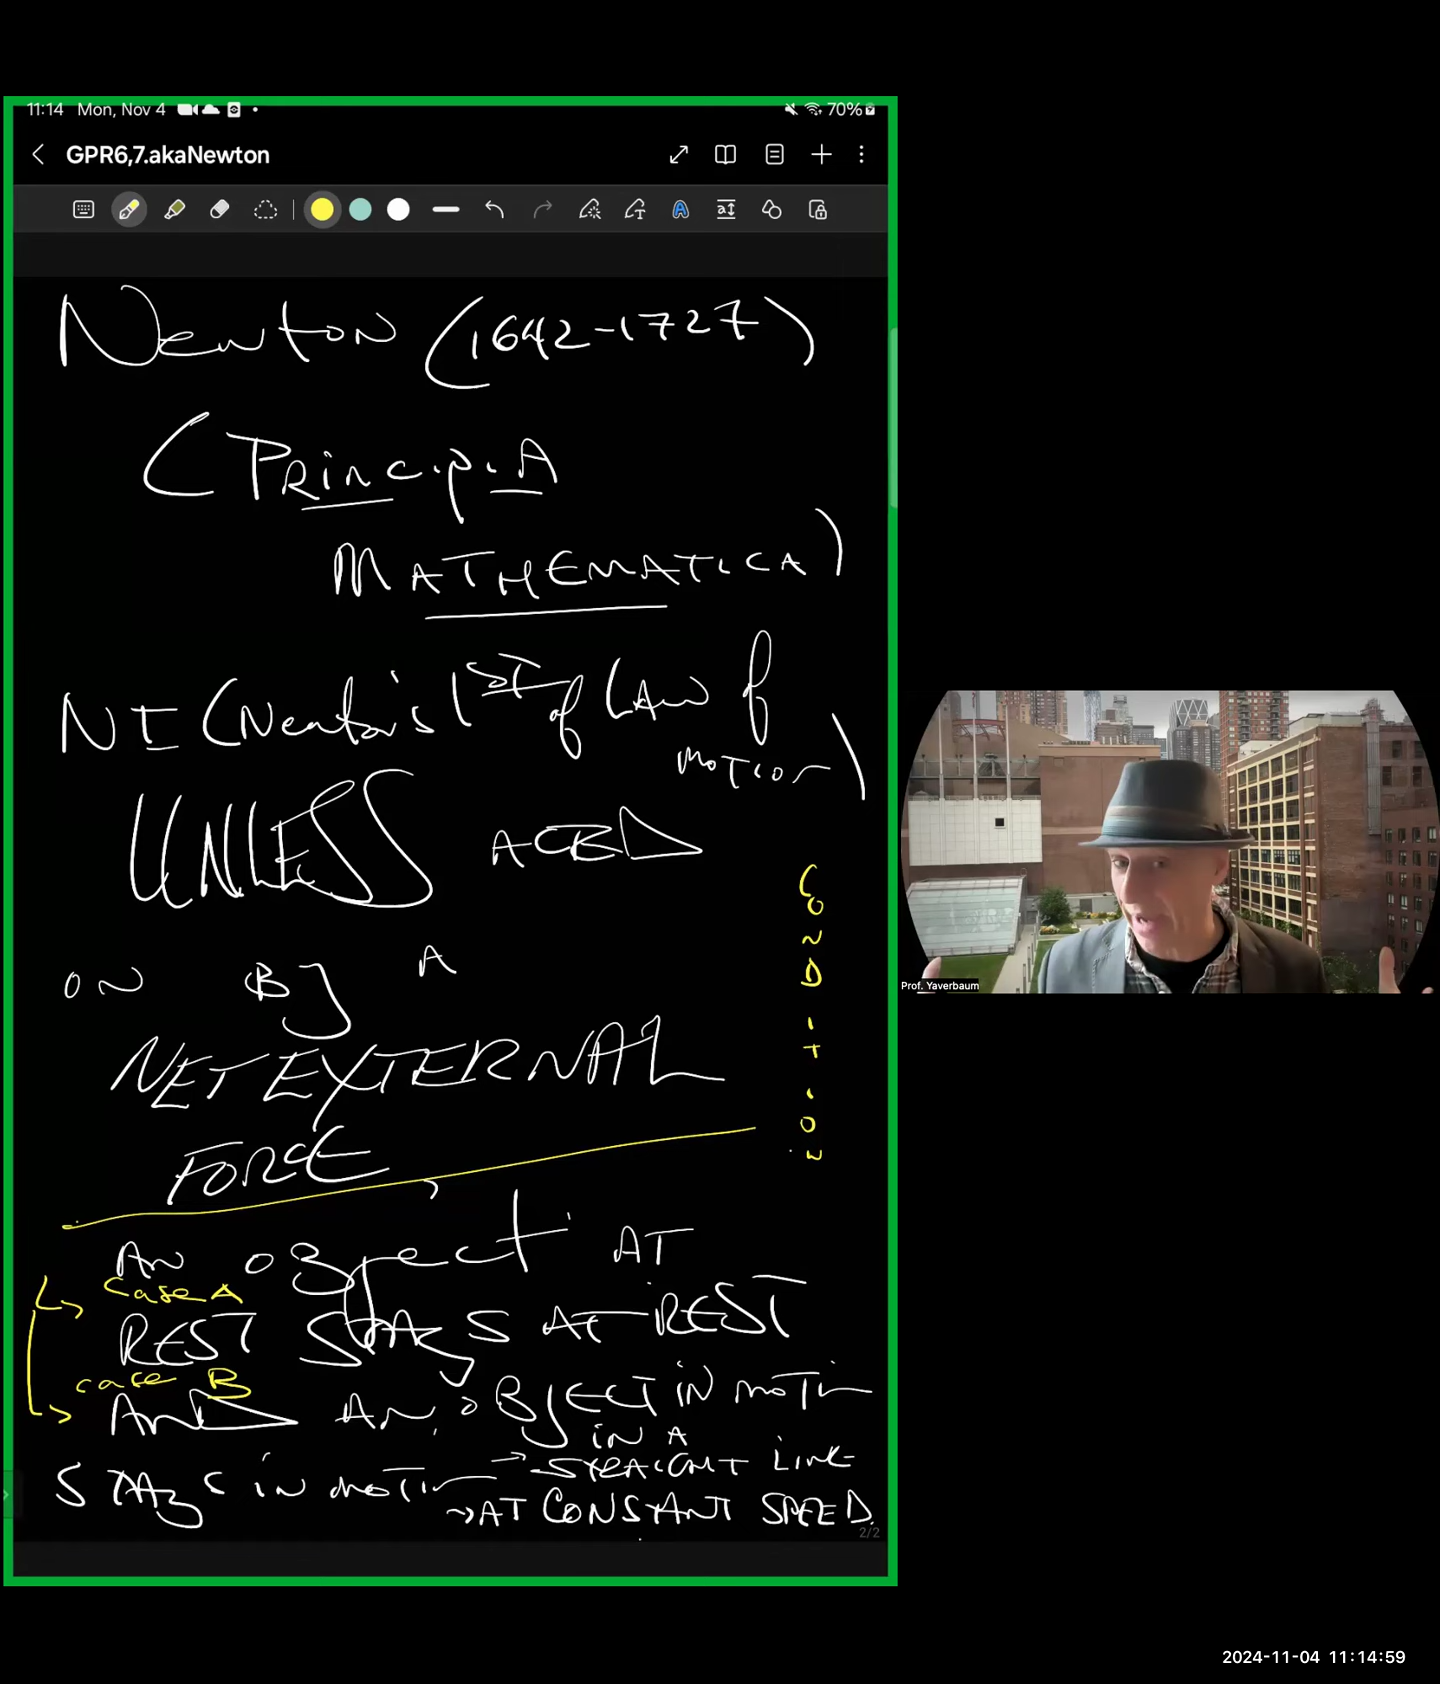 11:14 Mon, Nov 4 70%
GPR6,7.akaNewton
Newton (1642-1727)
(PRINCIPIA
MATHEMATICA)
NI (Newton's 1ST of LAW of
MOTION)
UNLESS ACTED
ON BY A
NET EXTERNAL
FORCE,
CONDITION
AN OBJECT AT
Case A
REST STAYS AT REST
case B
AND AN OBJECT IN MOTION
STAYS IN MOTION → IN A STRAIGHT LINE
→ AT CONSTANT SPEED.
2/2
Prof. Yaverbaum
2024-11-04 11:14:59